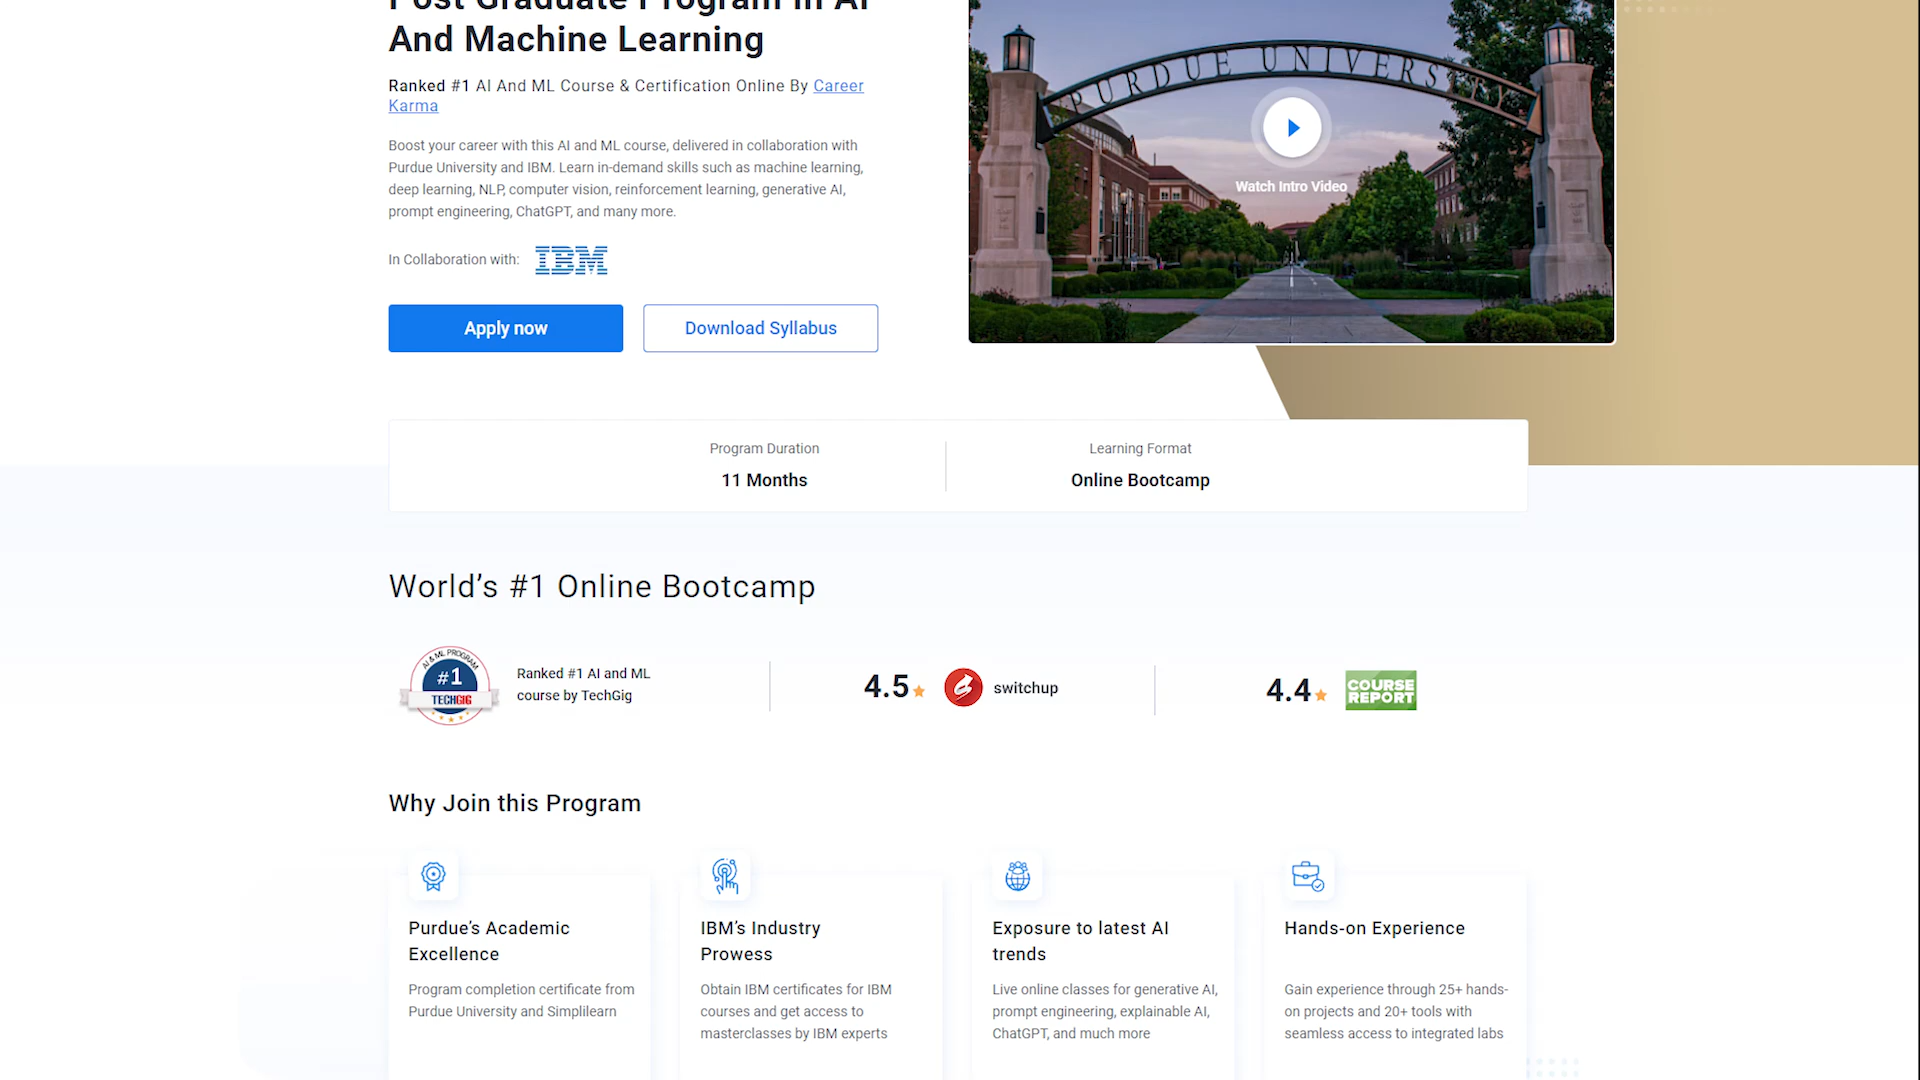 Post Graduate Program in AI
And Machine Learning
Ranked #1 AI And ML Course & Certification Online By Career
Karma
Boost your career with this AI and ML course, delivered in collaboration with
Purdue University and IBM. Learn in-demand skills such as machine learning,
deep learning, NLP, computer vision, reinforcement learning, generative AI,
prompt engineering, ChatGPT, and many more.
In Collaboration with: IBM
Apply now
Download Syllabus
PURDUE UNIVERSITY
Watch Intro Video
Program Duration
11 Months
Learning Format
Online Bootcamp
World’s #1 Online Bootcamp
AI & ML PROGRAM
#1
TECHGIG
Ranked #1 AI and ML
course by TechGig
4.5
switchup
4.4
COURSE
REPORT
Why Join this Program
Purdue’s Academic
Excellence
Program completion certificate from
Purdue University and Simplilearn
IBM’s Industry
Prowess
Obtain IBM certificates for IBM
courses and get access to
masterclasses by IBM experts
Exposure to latest AI
trends
Live online classes for generative AI,
prompt engineering, explainable AI,
ChatGPT, and much more
Hands-on Experience
Gain experience through 25+ hands-
on projects and 20+ tools with
seamless access to integrated labs